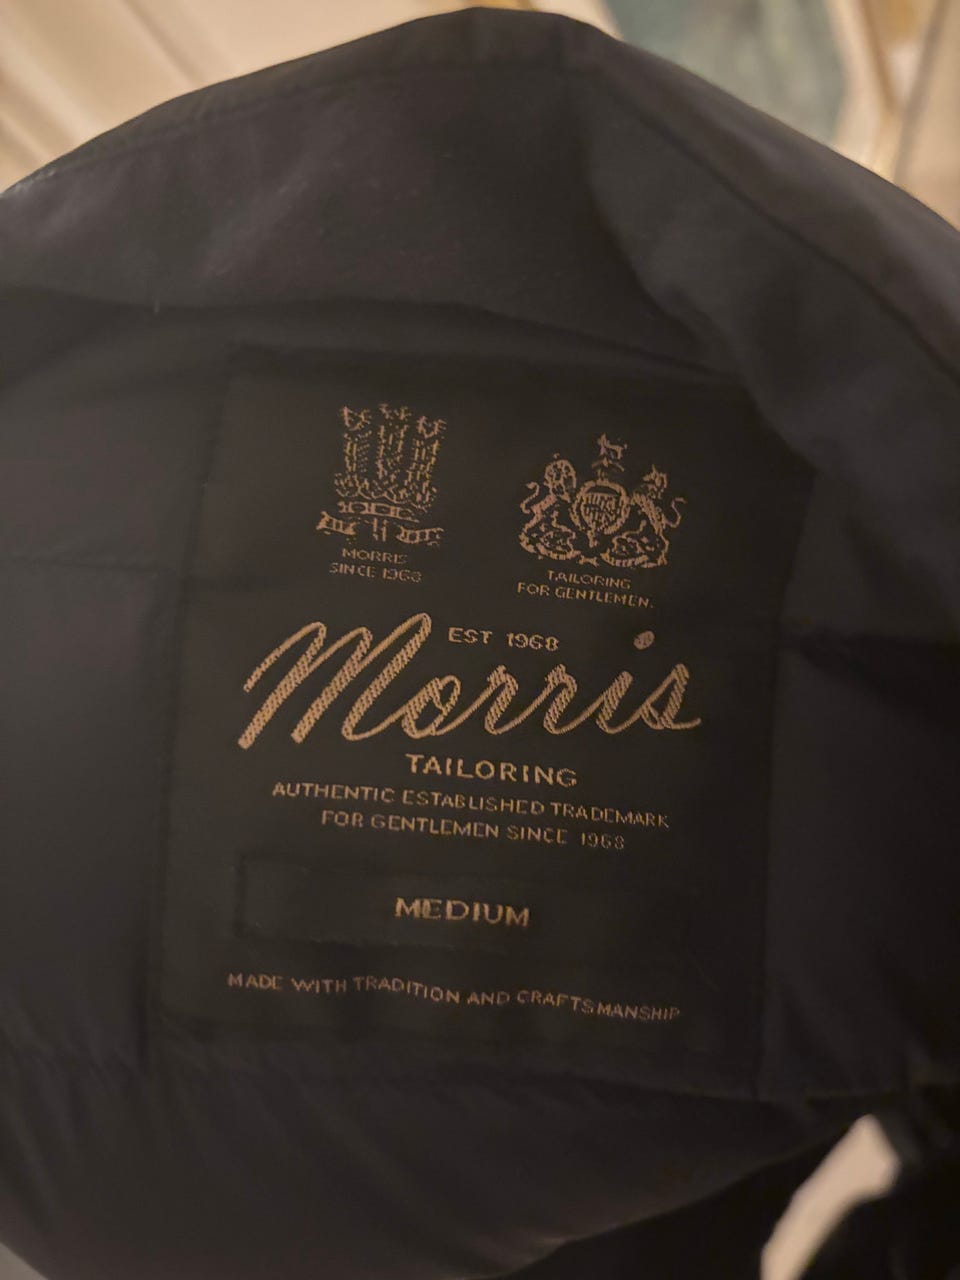 MORRIS
SINCE 1968
TAILORING
FOR GENTLEMEN.
EST 1968
Morris
TAILORING
AUTHENTIC ESTABLISHED TRADEMARK
FOR GENTLEMEN SINCE 1968
MEDIUM
MADE WITH TRADITION AND CRAFTSMANSHIP